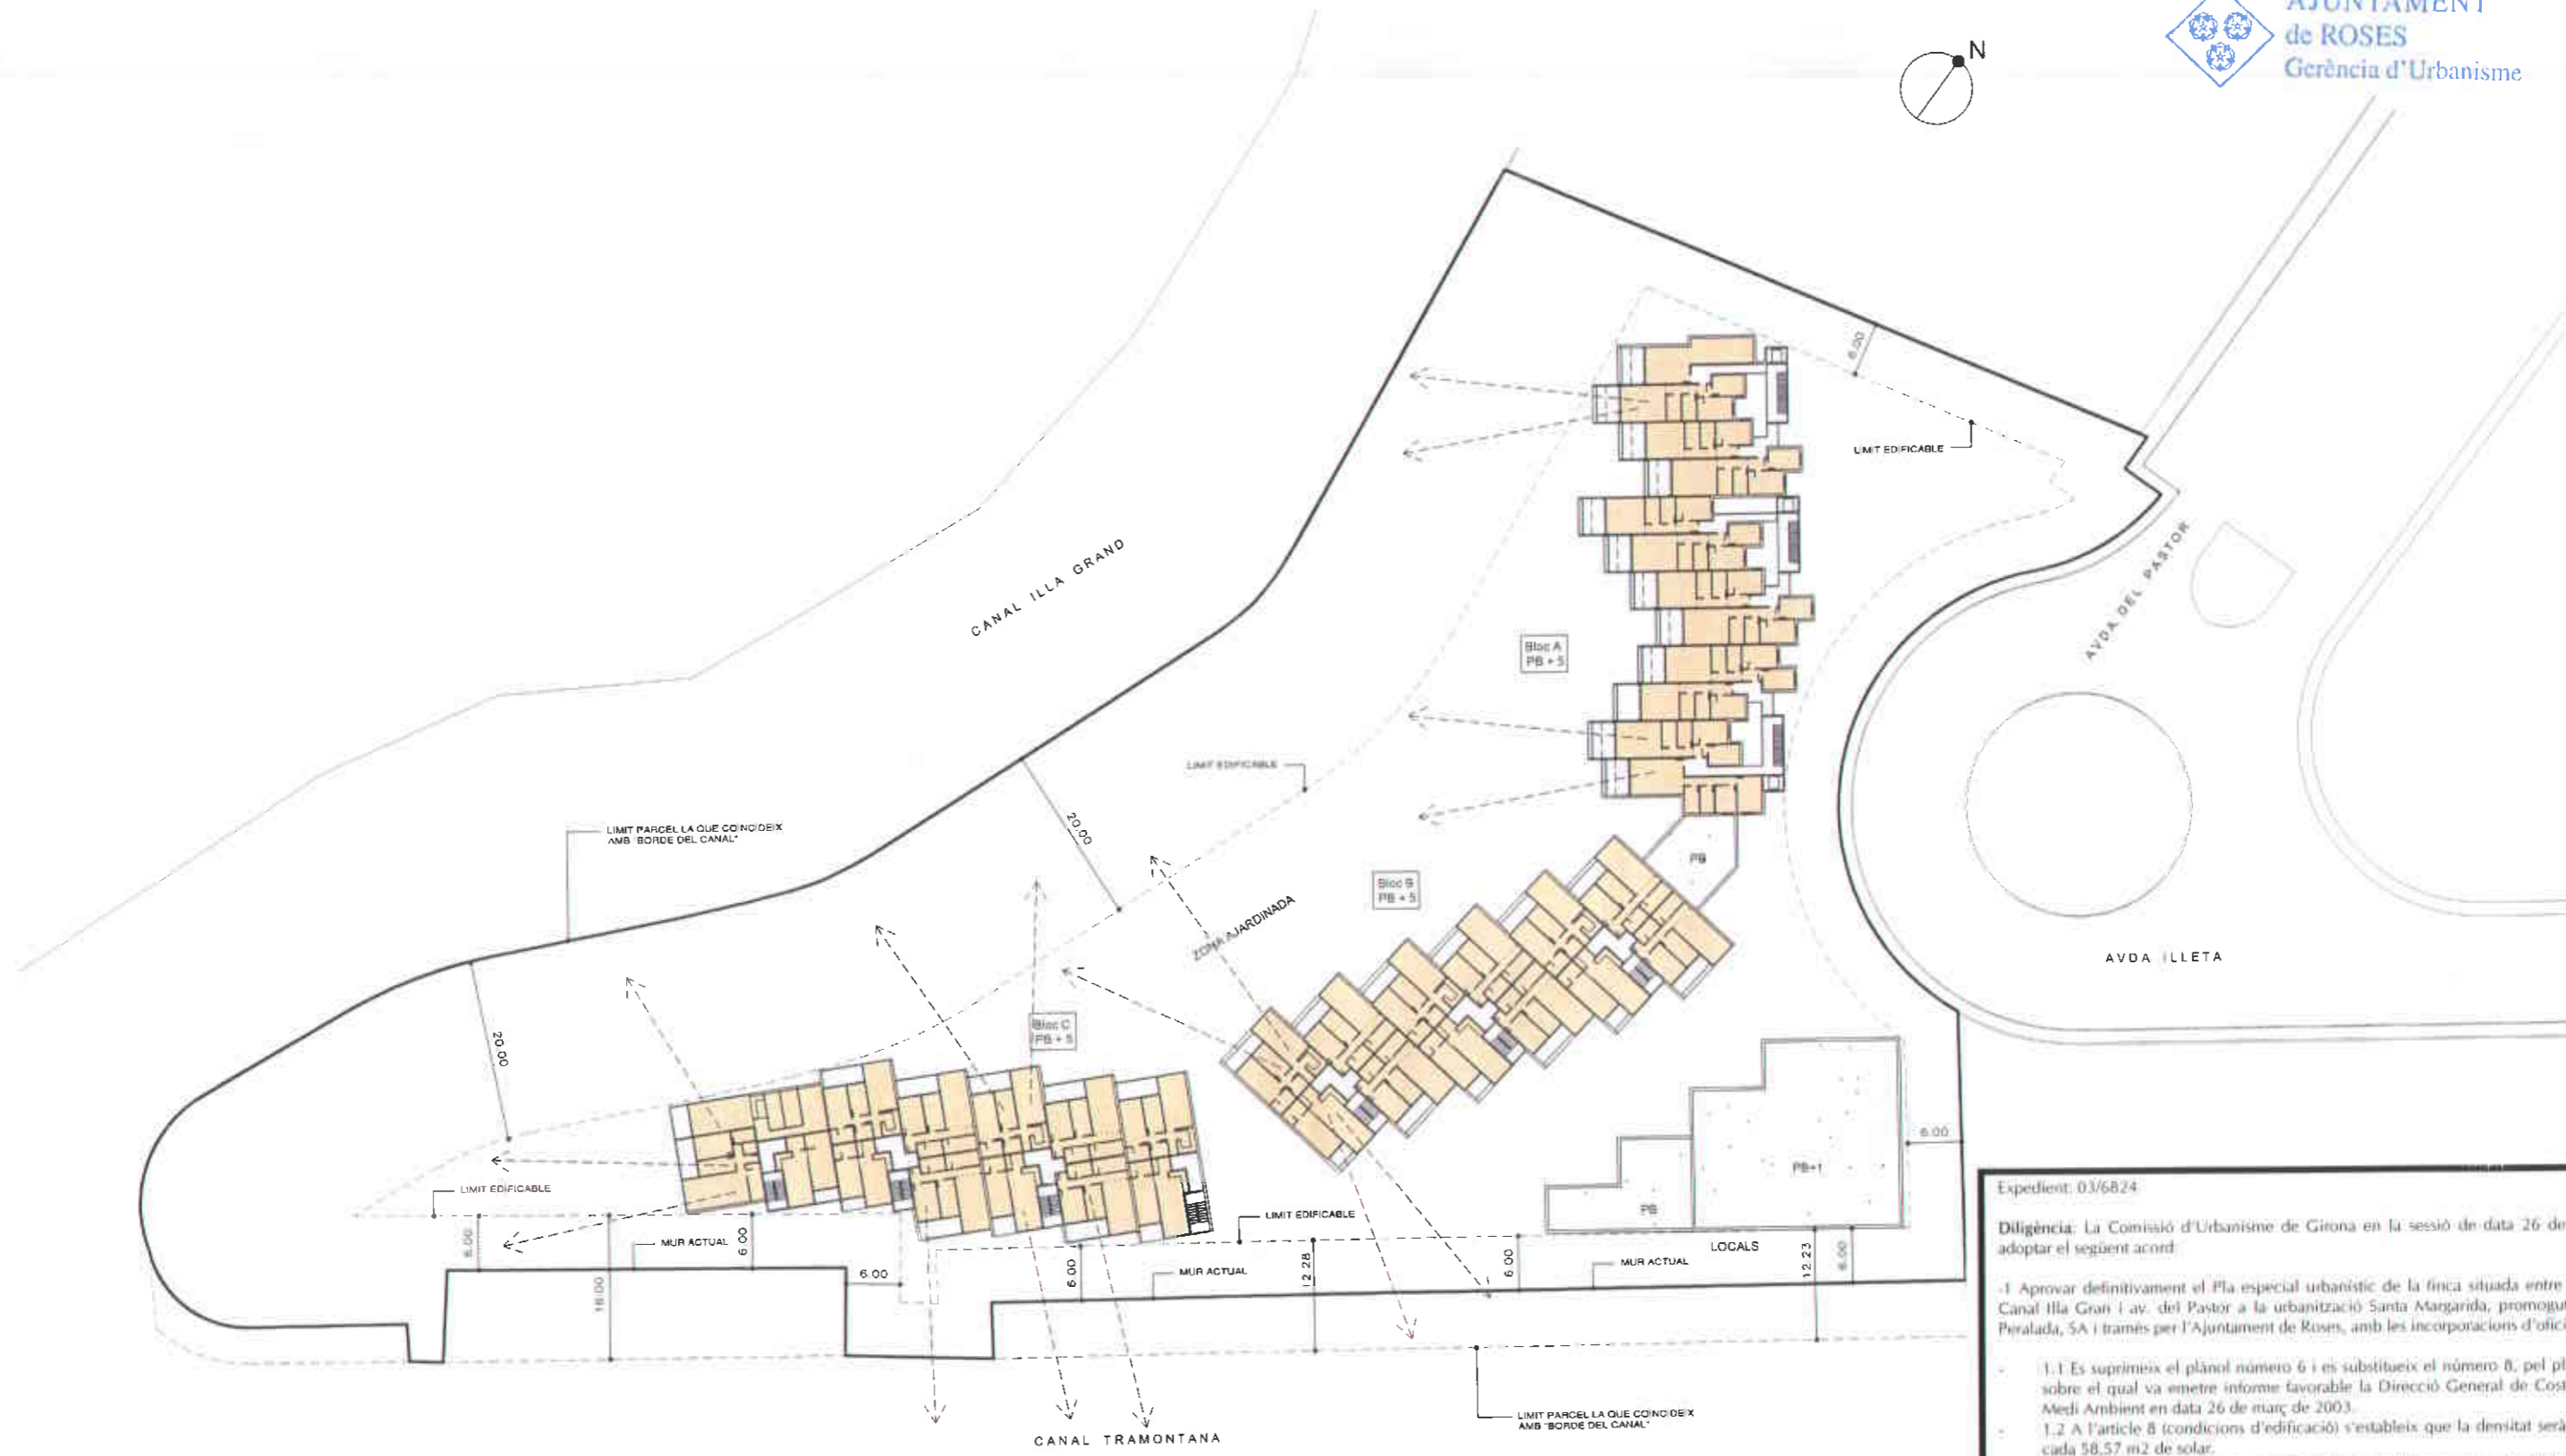 AJUNTAMENT
de ROSES
Gerència d'Urbanisme
N
6.00
LIMIT EDIFICABLE
CANAL ILLA GRAND
AVDA DEL PASTOR
Bloc A
PB + 5
LIMIT EDIFICABLE
20.00
LIMIT PARCEL LA QUE COINCIDEIX
AMB "BORDE DEL CANAL"
PB
Bloc B
PB + 5
ZONA AJARDINADA
AVDA ILLETA
Bloc C
PB + 5
20.00
6.00
PB+1
LIMIT EDIFICABLE
PB
LIMIT EDIFICABLE
6.00
MUR ACTUAL
6.00
LOCALS
18.00
6.00
6.00
MUR ACTUAL
12.28
6.00
MUR ACTUAL
12.23
6.00
LIMIT PARCEL LA QUE COINCIDEIX
AMB "BORDE DEL CANAL"
CANAL TRAMONTANA
Expedient: 03/6824
Diligència: La Comissió d'Urbanisme de Girona en la sessió de data 26 de
adoptar el següent acord:
-1 Aprovar definitivament el Pla especial urbanístic de la finca situada entre
Canal Illa Gran i av. del Pastor a la urbanització Santa Margarida, promogut
Peralada, SA i tramès per l'Ajuntament de Roses, amb les incorporacions d'ofici
- 1.1 Es suprimeix el plànol número 6 i es substitueix el número 8, pel pl
sobre el qual va emetre informe favorable la Direcció General de Cost
Medi Ambient en data 26 de març de 2003.
- 1.2 A l'article 8 (condicions d'edificació) s'estableix que la densitat serà
cada 58,57 m2 de solar.